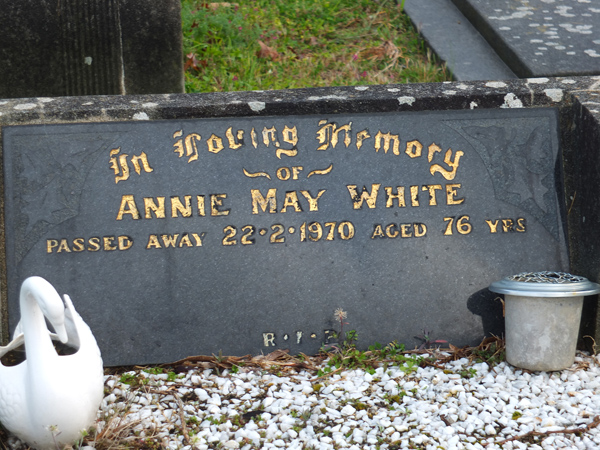 In Loving Memory
OF
ANNIE MAY WHITE
PASSED AWAY 22·2·1970 AGED 76 YRS
R·I·P